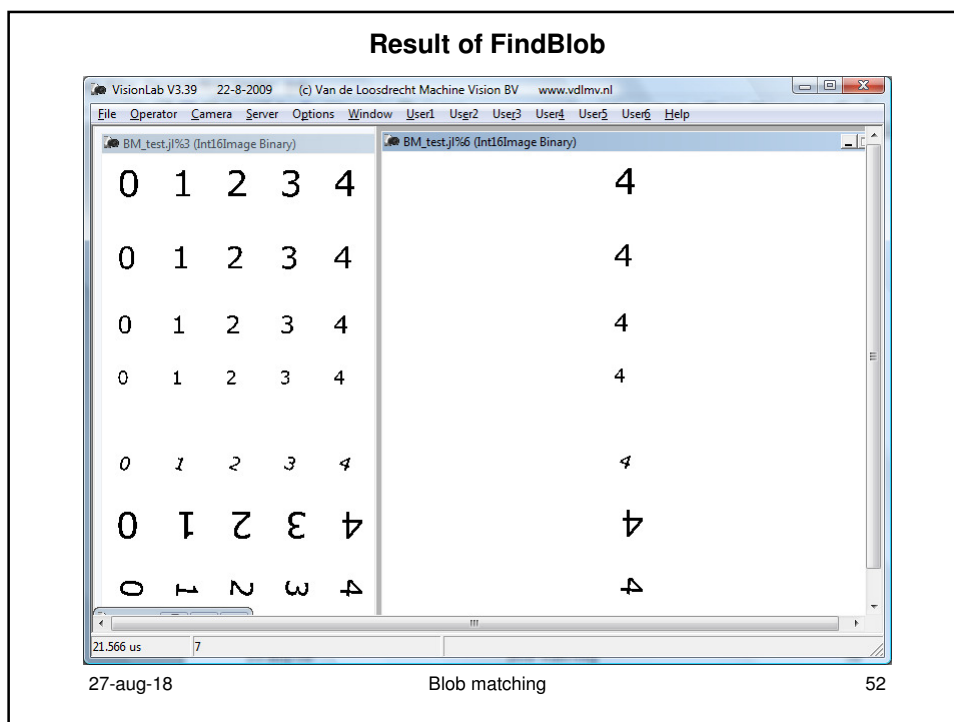 Result of FindBlob
VisionLab V3.39 22-8-2009 (c) Van de Loosdrecht Machine Vision BV www.vdlmv.nl
File Operator Camera Server Options Window User1 User2 User3 User4 User5 User6 Help
BM_test.jl%3 (Int16Image Binary)
BM_test.jl%6 (Int16Image Binary)
0 1 2 3 4
0 1 2 3 4
0 1 2 3 4
0 1 2 3 4
0 1 2 3 4
0 1 2 3 4
0 1 2 3 4
4
4
4
4
4
4
4
21.566 us 7
27-aug-18 Blob matching 52